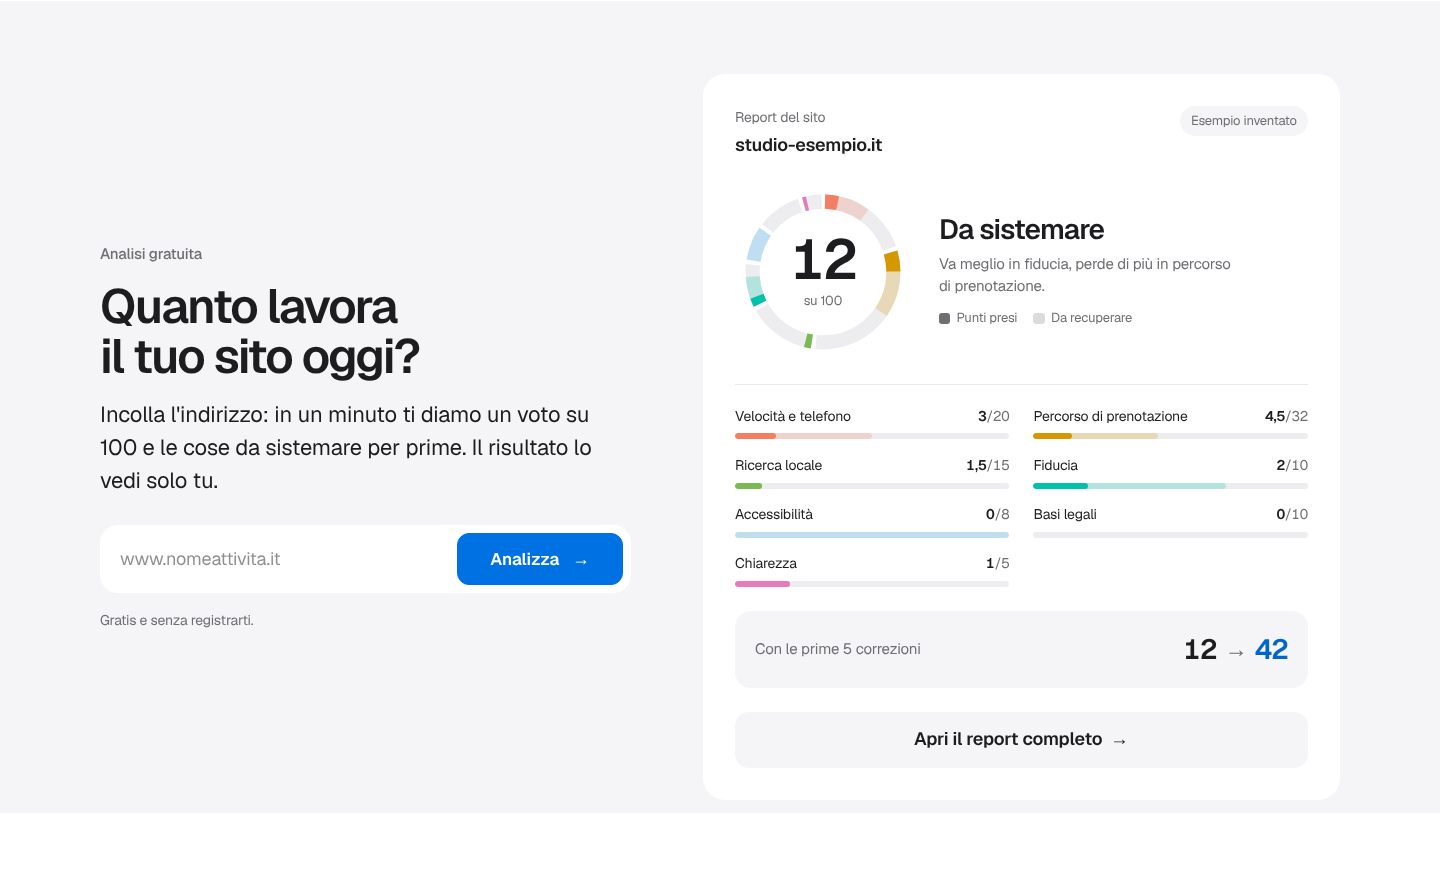 Analisi gratuita
Quanto lavora
il tuo sito oggi?
Incolla l'indirizzo: in un minuto ti diamo un voto su
100 e le cose da sistemare per prime. Il risultato lo
vedi solo tu.
www.nomeattivita.it
Analizza →
Gratis e senza registrarti.
Report del sito
studio-esempio.it
Esempio inventato
12
su 100
Da sistemare
Va meglio in fiducia, perde di più in percorso
di prenotazione.
Punti presi
Da recuperare
Velocità e telefono 3/20
Percorso di prenotazione 4,5/32
Ricerca locale 1,5/15
Fiducia 2/10
Accessibilità 0/8
Basi legali 0/10
Chiarezza 1/5
Con le prime 5 correzioni 12 → 42
Apri il report completo →